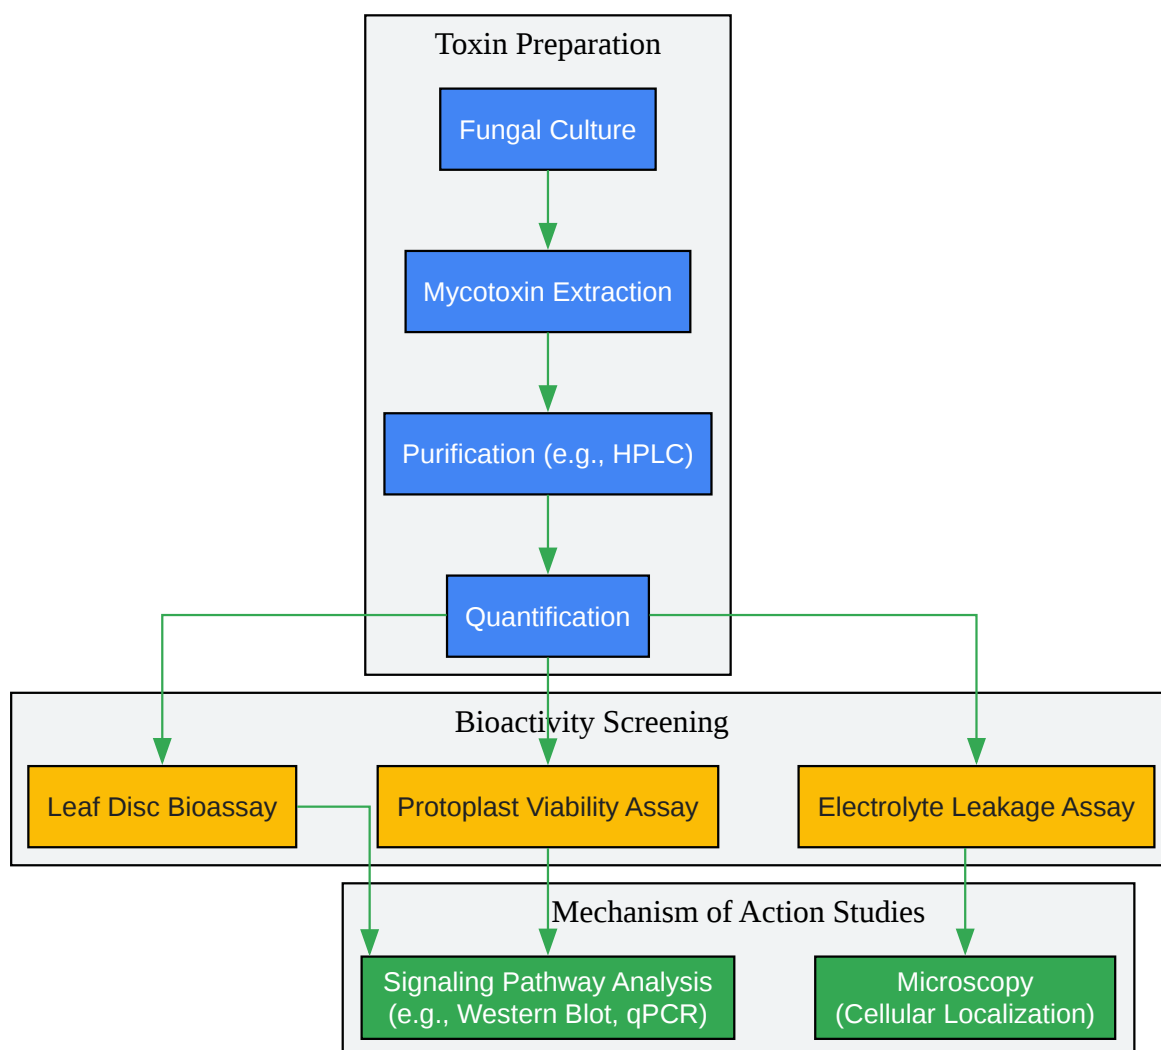 Toxin Preparation
Fungal Culture
Mycotoxin Extraction
Purification (e.g., HPLC)
Quantification
Bioactivity Screening
Leaf Disc Bioassay
Protoplast Viability Assay
Electrolyte Leakage Assay
Mechanism of Action Studies
Signaling Pathway Analysis
(e.g., Western Blot, qPCR)
Microscopy
(Cellular Localization)